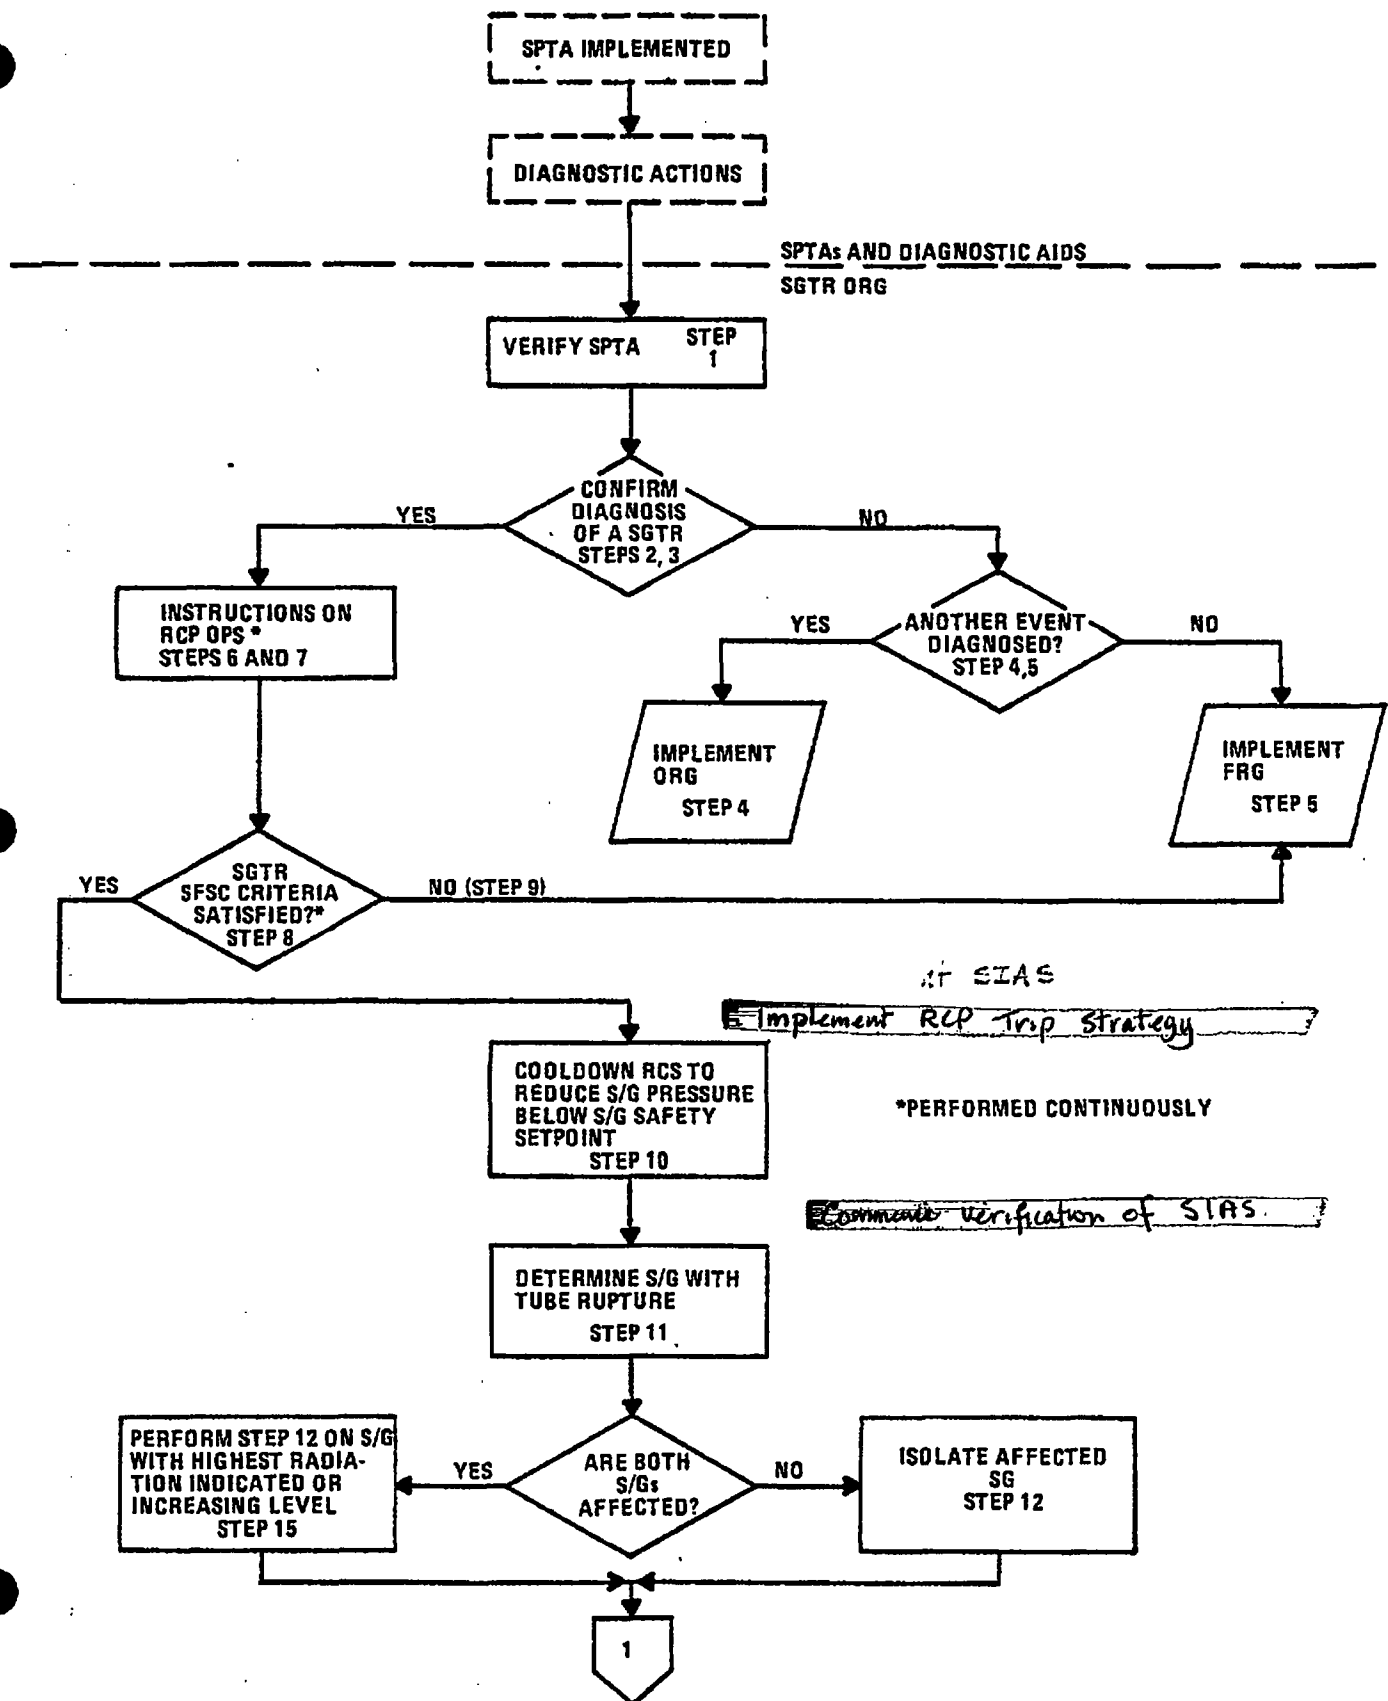 SPTA IMPLEMENTED
DIAGNOSTIC ACTIONS
SPTAs AND DIAGNOSTIC AIDS
SGTR ORG
VERIFY SPTA STEP
1
CONFIRM
DIAGNOSIS
OF A SGTR
STEPS 2, 3
YES
NO
INSTRUCTIONS ON
RCP OPS *
STEPS 6 AND 7
ANOTHER EVENT
DIAGNOSED?
STEP 4,5
YES
NO
IMPLEMENT
ORG
STEP 4
IMPLEMENT
FRG
STEP 5
SGTR
SFSC CRITERIA
SATISFIED?*
STEP 8
YES
NO (STEP 9)
AT SIAS
Implement RCP Trip Strategy
COOLDOWN RCS TO
REDUCE S/G PRESSURE
BELOW S/G SAFETY
SETPOINT
STEP 10
*PERFORMED CONTINUOUSLY
verification of SIAS
DETERMINE S/G WITH
TUBE RUPTURE
STEP 11
PERFORM STEP 12 ON S/G
WITH HIGHEST RADIA-
TION INDICATED OR
INCREASING LEVEL
STEP 15
YES
ARE BOTH
S/Gs
AFFECTED?
NO
ISOLATE AFFECTED
SG
STEP 12
1